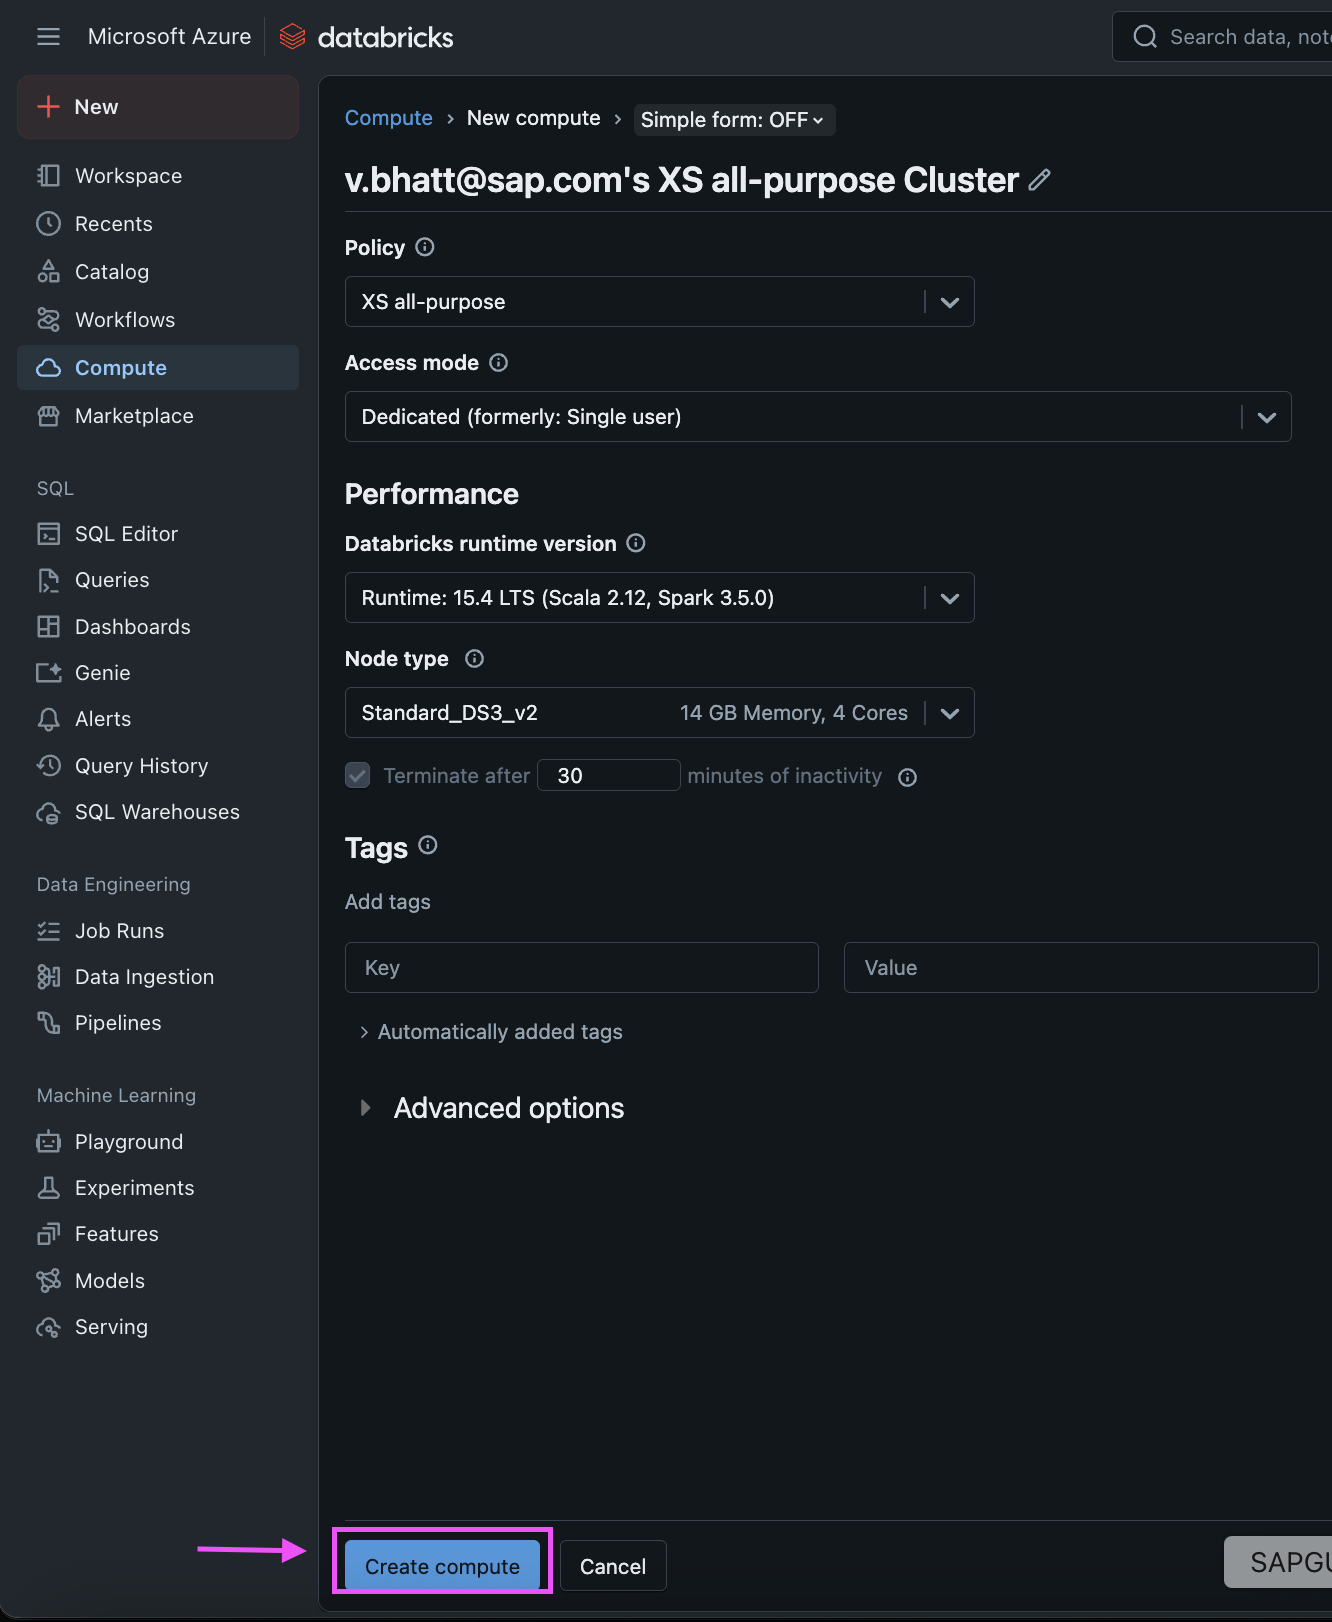 Microsoft Azure databricks
Search data, not
New
Workspace
Recents
Catalog
Workflows
Compute
Marketplace
SQL
SQL Editor
Queries
Dashboards
Genie
Alerts
Query History
SQL Warehouses
Data Engineering
Job Runs
Data Ingestion
Pipelines
Machine Learning
Playground
Experiments
Features
Models
Serving
Compute › New compute › Simple form: OFF
v.bhatt@sap.com's XS all-purpose Cluster
Policy
XS all-purpose
Access mode
Dedicated (formerly: Single user)
Performance
Databricks runtime version
Runtime: 15.4 LTS (Scala 2.12, Spark 3.5.0)
Node type
Standard_DS3_v2 14 GB Memory, 4 Cores
Terminate after 30 minutes of inactivity
Tags
Add tags
Key Value
Automatically added tags
Advanced options
Create compute Cancel
SAPGU